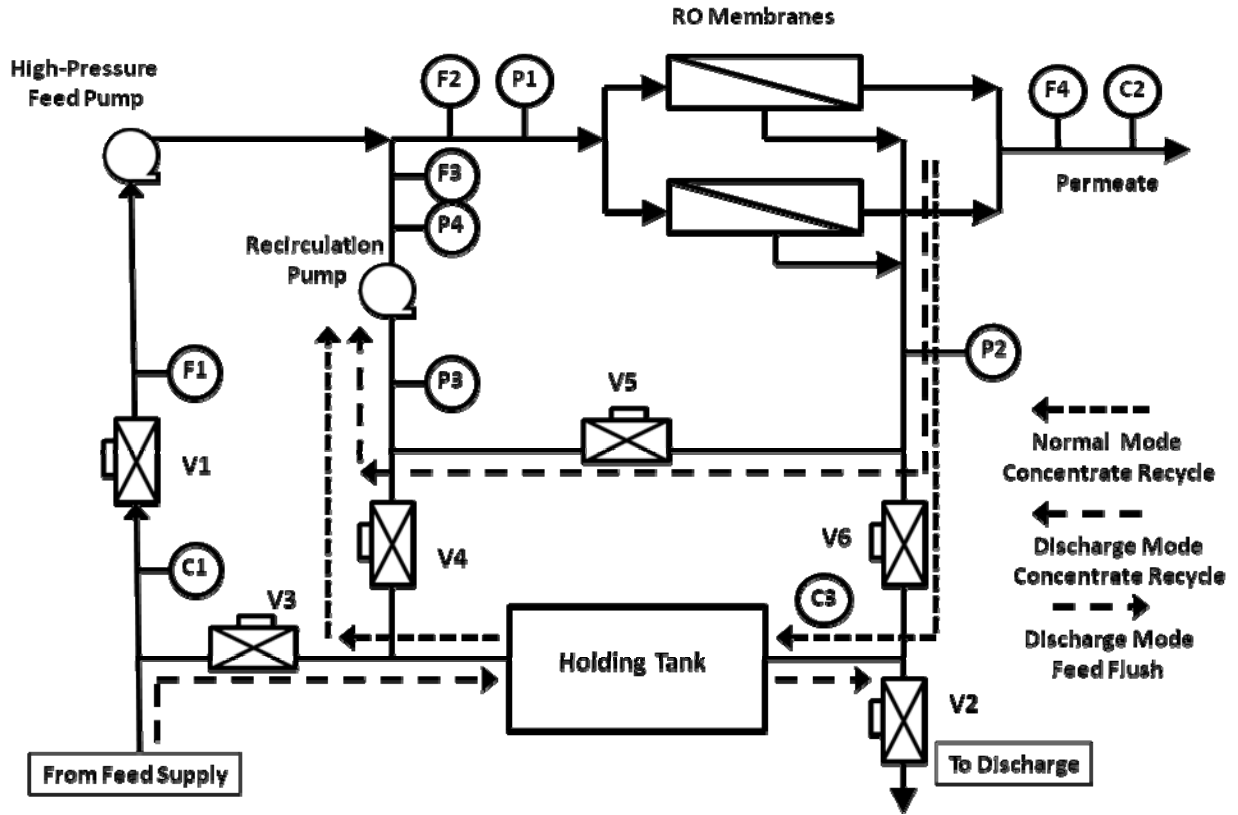 RO Membranes
High-Pressure
Feed Pump
F2
P1
F4
C2
F3
P4
Permeate
Recirculation
Pump
F1
P3
V5
P2
V1
Normal Mode
Concentrate Recycle
V4
V6
C1
Discharge Mode
Concentrate Recycle
V3
C3
Discharge Mode
Feed Flush
Holding Tank
V2
From Feed Supply
To Discharge